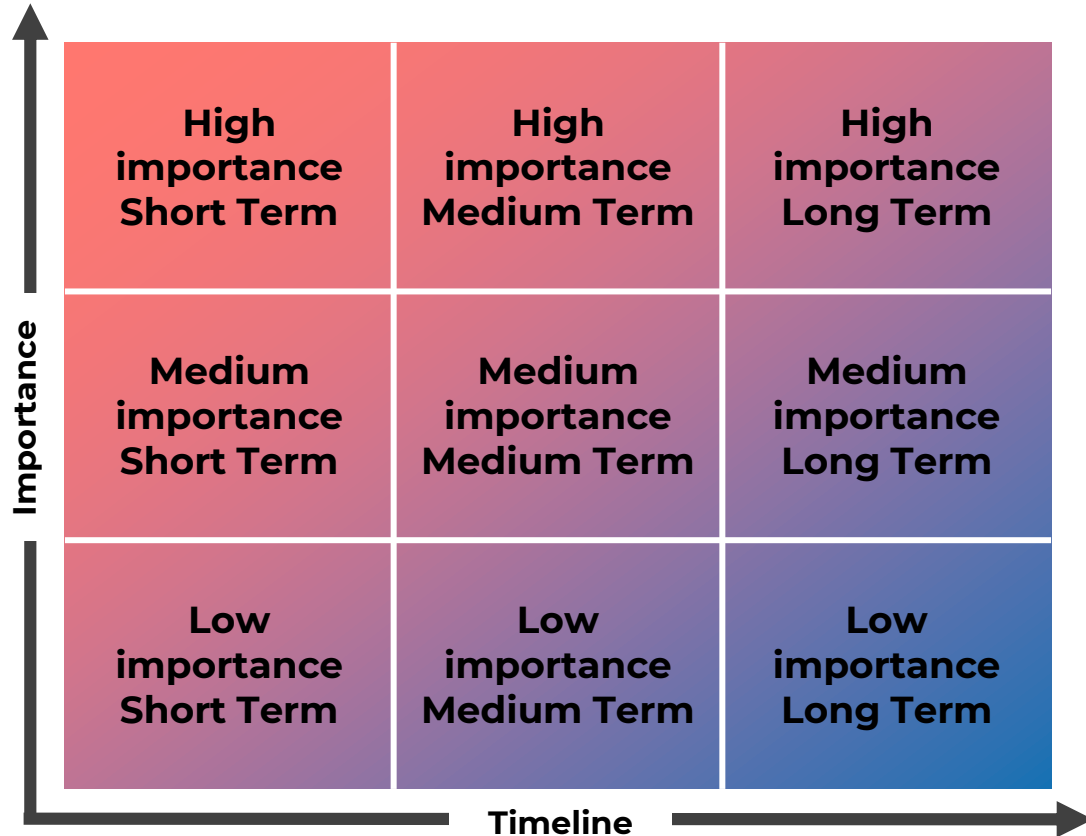 High
importance
Short Term
High
importance
Medium Term
High
importance
Long Term
Importance
Medium
importance
Short Term
Medium
importance
Medium Term
Medium
importance
Long Term
Low
importance
Short Term
Low
importance
Medium Term
Low
importance
Long Term
Timeline